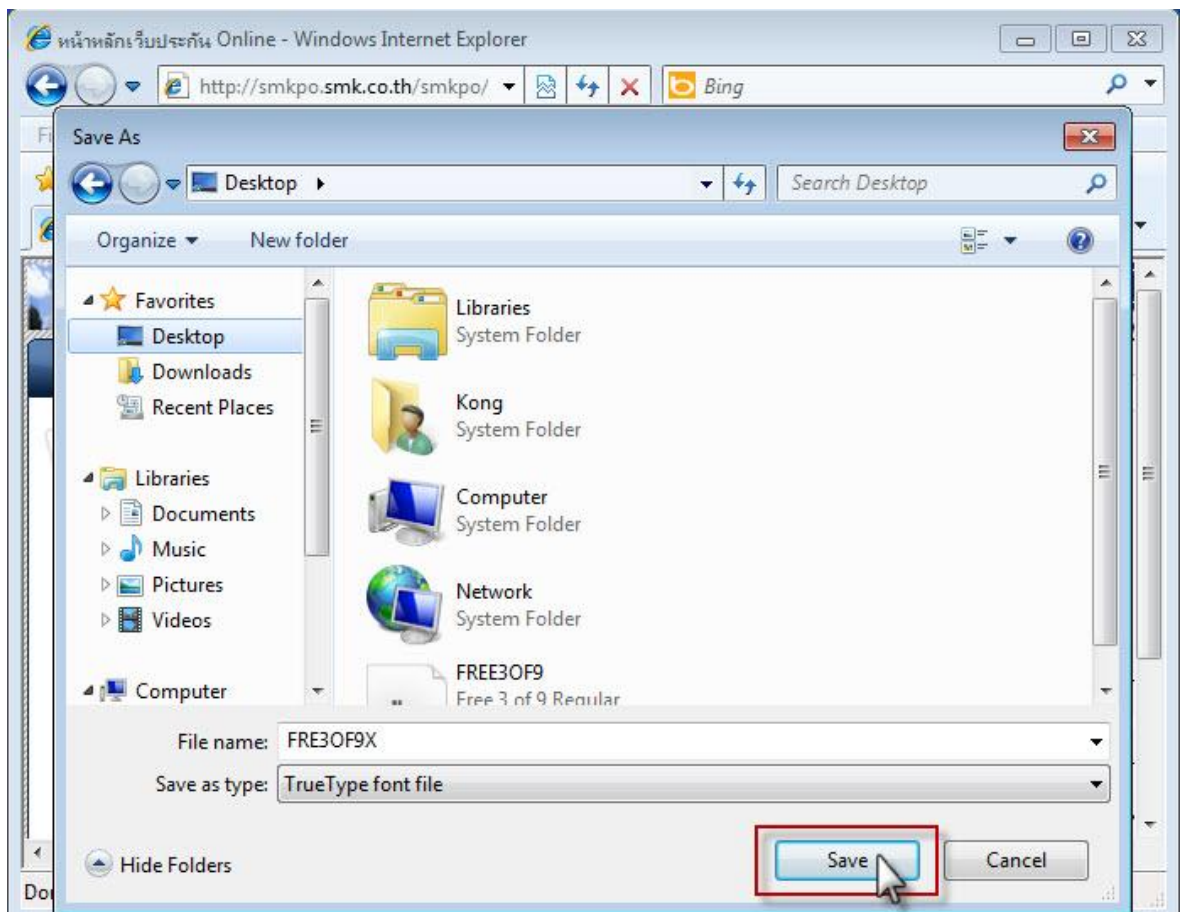 หน้าหลักเว็บประกัน Online - Windows Internet Explorer
http://smkpo.smk.co.th/smkpo/
Bing
Save As
Desktop
Search Desktop
Organize
New folder
Favorites
Desktop
Downloads
Recent Places
Libraries
Documents
Music
Pictures
Videos
Computer
Libraries
System Folder
Kong
System Folder
Computer
System Folder
Network
System Folder
FREE3OF9
Free 3 of 9 Regular
File name: FRE3OF9X
Save as type: TrueType font file
Hide Folders
Save
Cancel